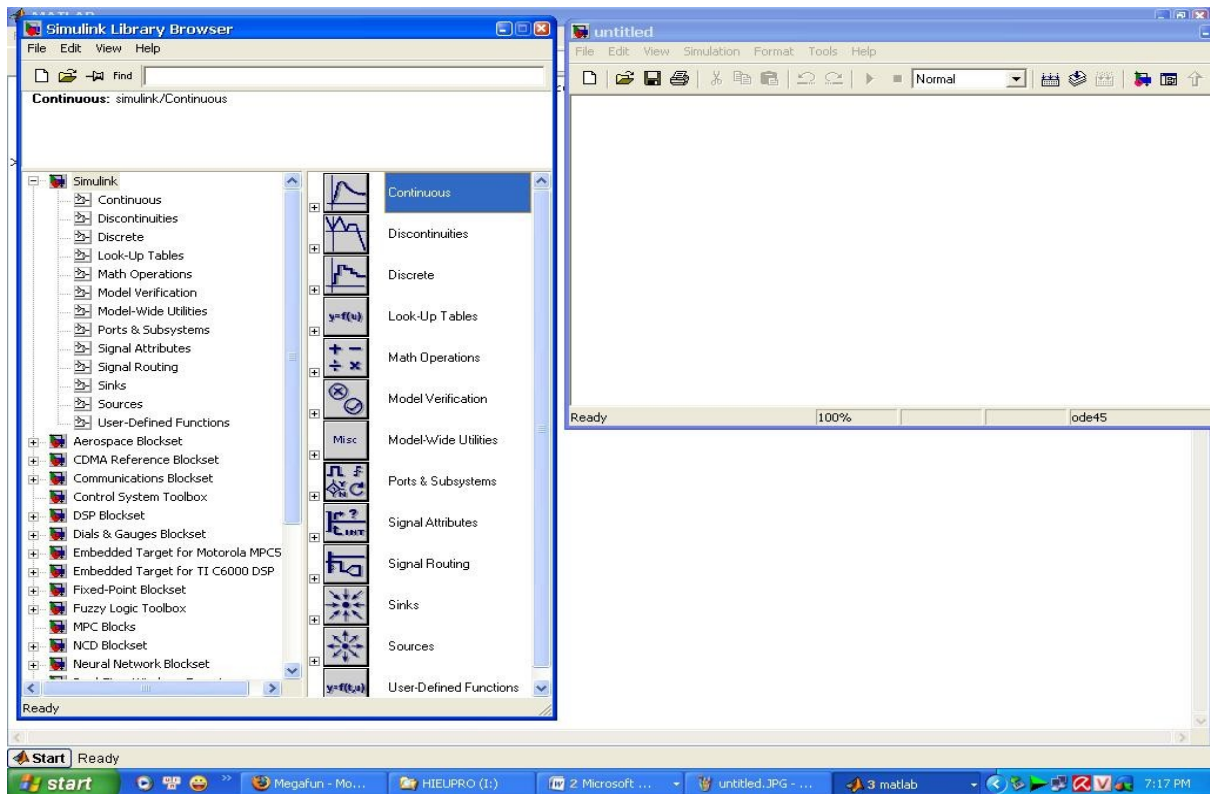 MATLAB
Simulink Library Browser
File Edit View Help
Find
Continuous: simulink/Continuous
Simulink
Continuous
Discontinuities
Discrete
Look-Up Tables
Math Operations
Model Verification
Model-Wide Utilities
Ports & Subsystems
Signal Attributes
Signal Routing
Sinks
Sources
User-Defined Functions
Aerospace Blockset
CDMA Reference Blockset
Communications Blockset
Control System Toolbox
DSP Blockset
Dials & Gauges Blockset
Embedded Target for Motorola MPC5
Embedded Target for TI C6000 DSP
Fixed-Point Blockset
Fuzzy Logic Toolbox
MPC Blocks
NCD Blockset
Neural Network Blockset
Continuous
Discontinuities
Discrete
y=f(u) Look-Up Tables
Math Operations
Model Verification
Misc Model-Wide Utilities
Ports & Subsystems
Signal Attributes
Signal Routing
Sinks
Sources
y=f(t,u) User-Defined Functions
Ready
untitled
File Edit View Simulation Format Tools Help
Normal
Ready 100% ode45
Start Ready
start Megafun - Mo... HIEUPRO (I:) 2 Microsoft ... untitled.JPG - ... 3 matlab 7:17 PM